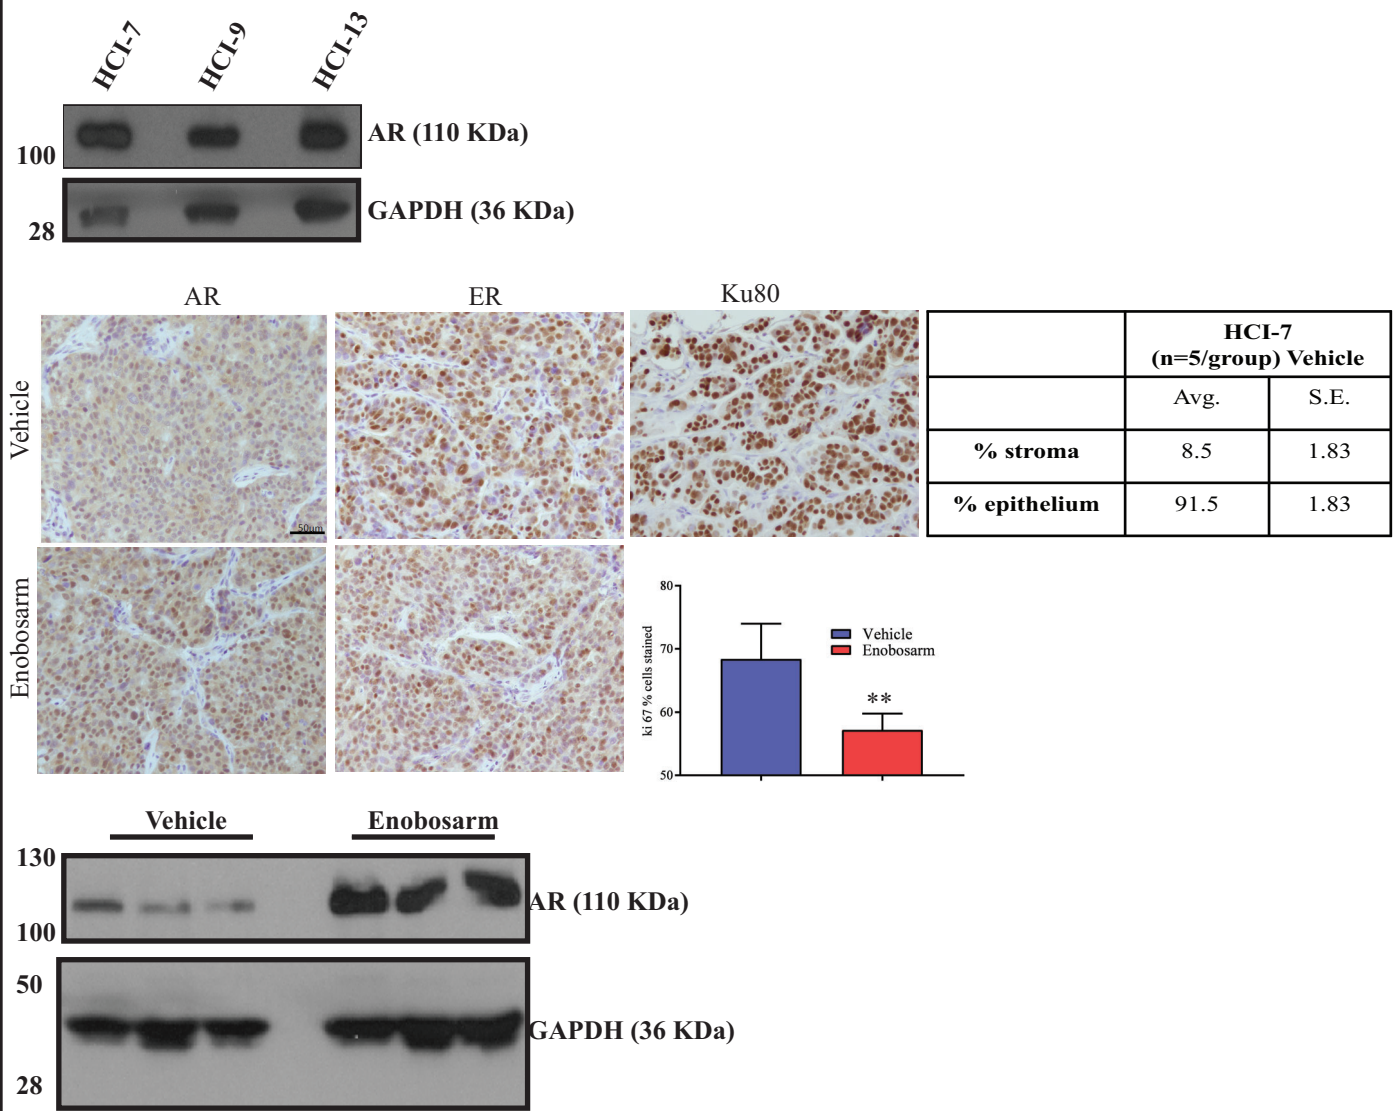 HCI-7 HCI-9 HCI-13
AR (110 KDa)
100
GAPDH (36 KDa)
28
AR ER Ku80
Vehicle
50um
Enobosarm
HCI-7
(n=5/group) Vehicle
Avg. S.E.
% stroma 8.5 1.83
% epithelium 91.5 1.83
80
70
60
50
ki 67 % cells stained
Vehicle
Enobosarm
**
Vehicle Enobosarm
130
AR (110 KDa)
100
50
GAPDH (36 KDa)
28